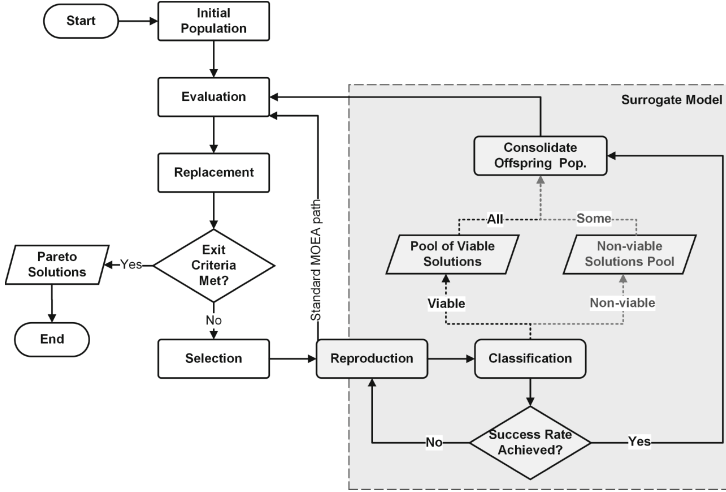 Start
Initial
Population
Evaluation
Surrogate Model
Consolidate
Offspring Pop.
Replacement
Standard MOEA path
All
Some
Exit
Criteria
Met?
Yes
Pareto
Solutions
Pool of Viable
Solutions
Non-viable
Solutions Pool
Viable
Non-viable
No
End
Selection
Reproduction
Classification
Success Rate
Achieved?
No
Yes